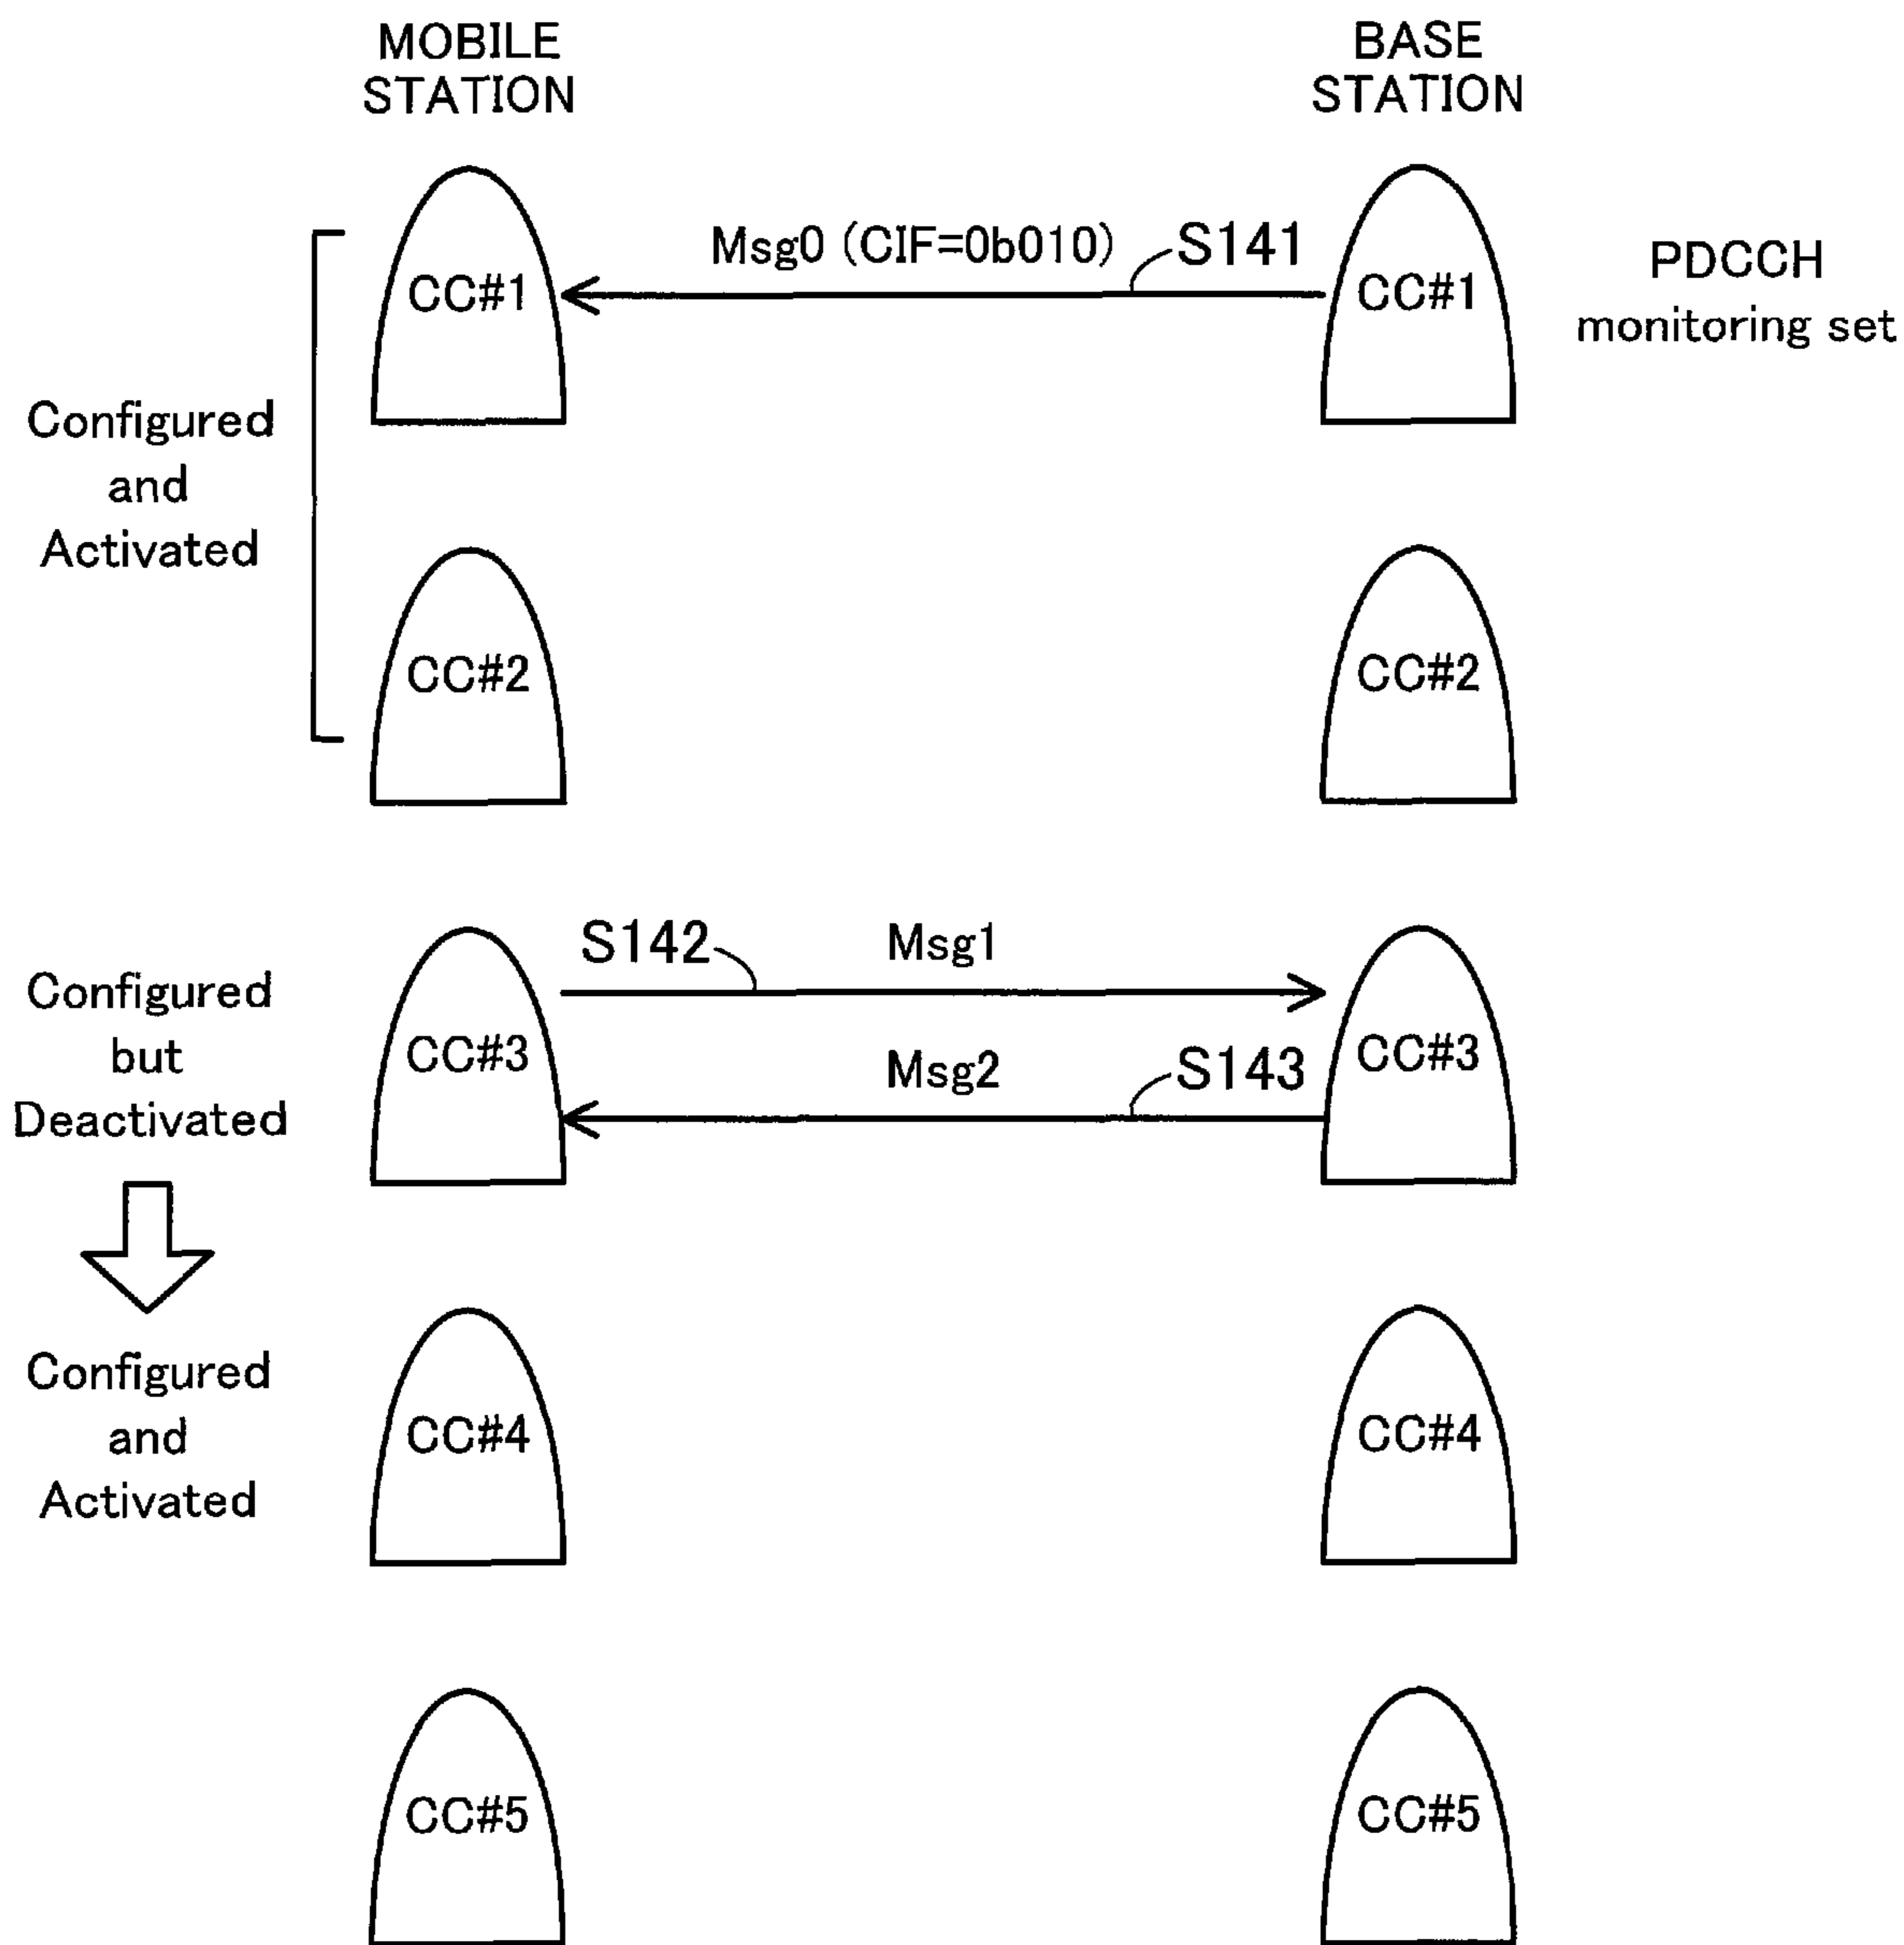 MOBILE
STATION
BASE
STATION
Msg0 (CIF=0b010)
S141
CC#1
CC#1
PDCCH
monitoring set
Configured
and
Activated
CC#2
CC#2
S142
Msg1
Configured
but
Deactivated
CC#3
CC#3
Msg2
S143
Configured
and
Activated
CC#4
CC#4
CC#5
CC#5